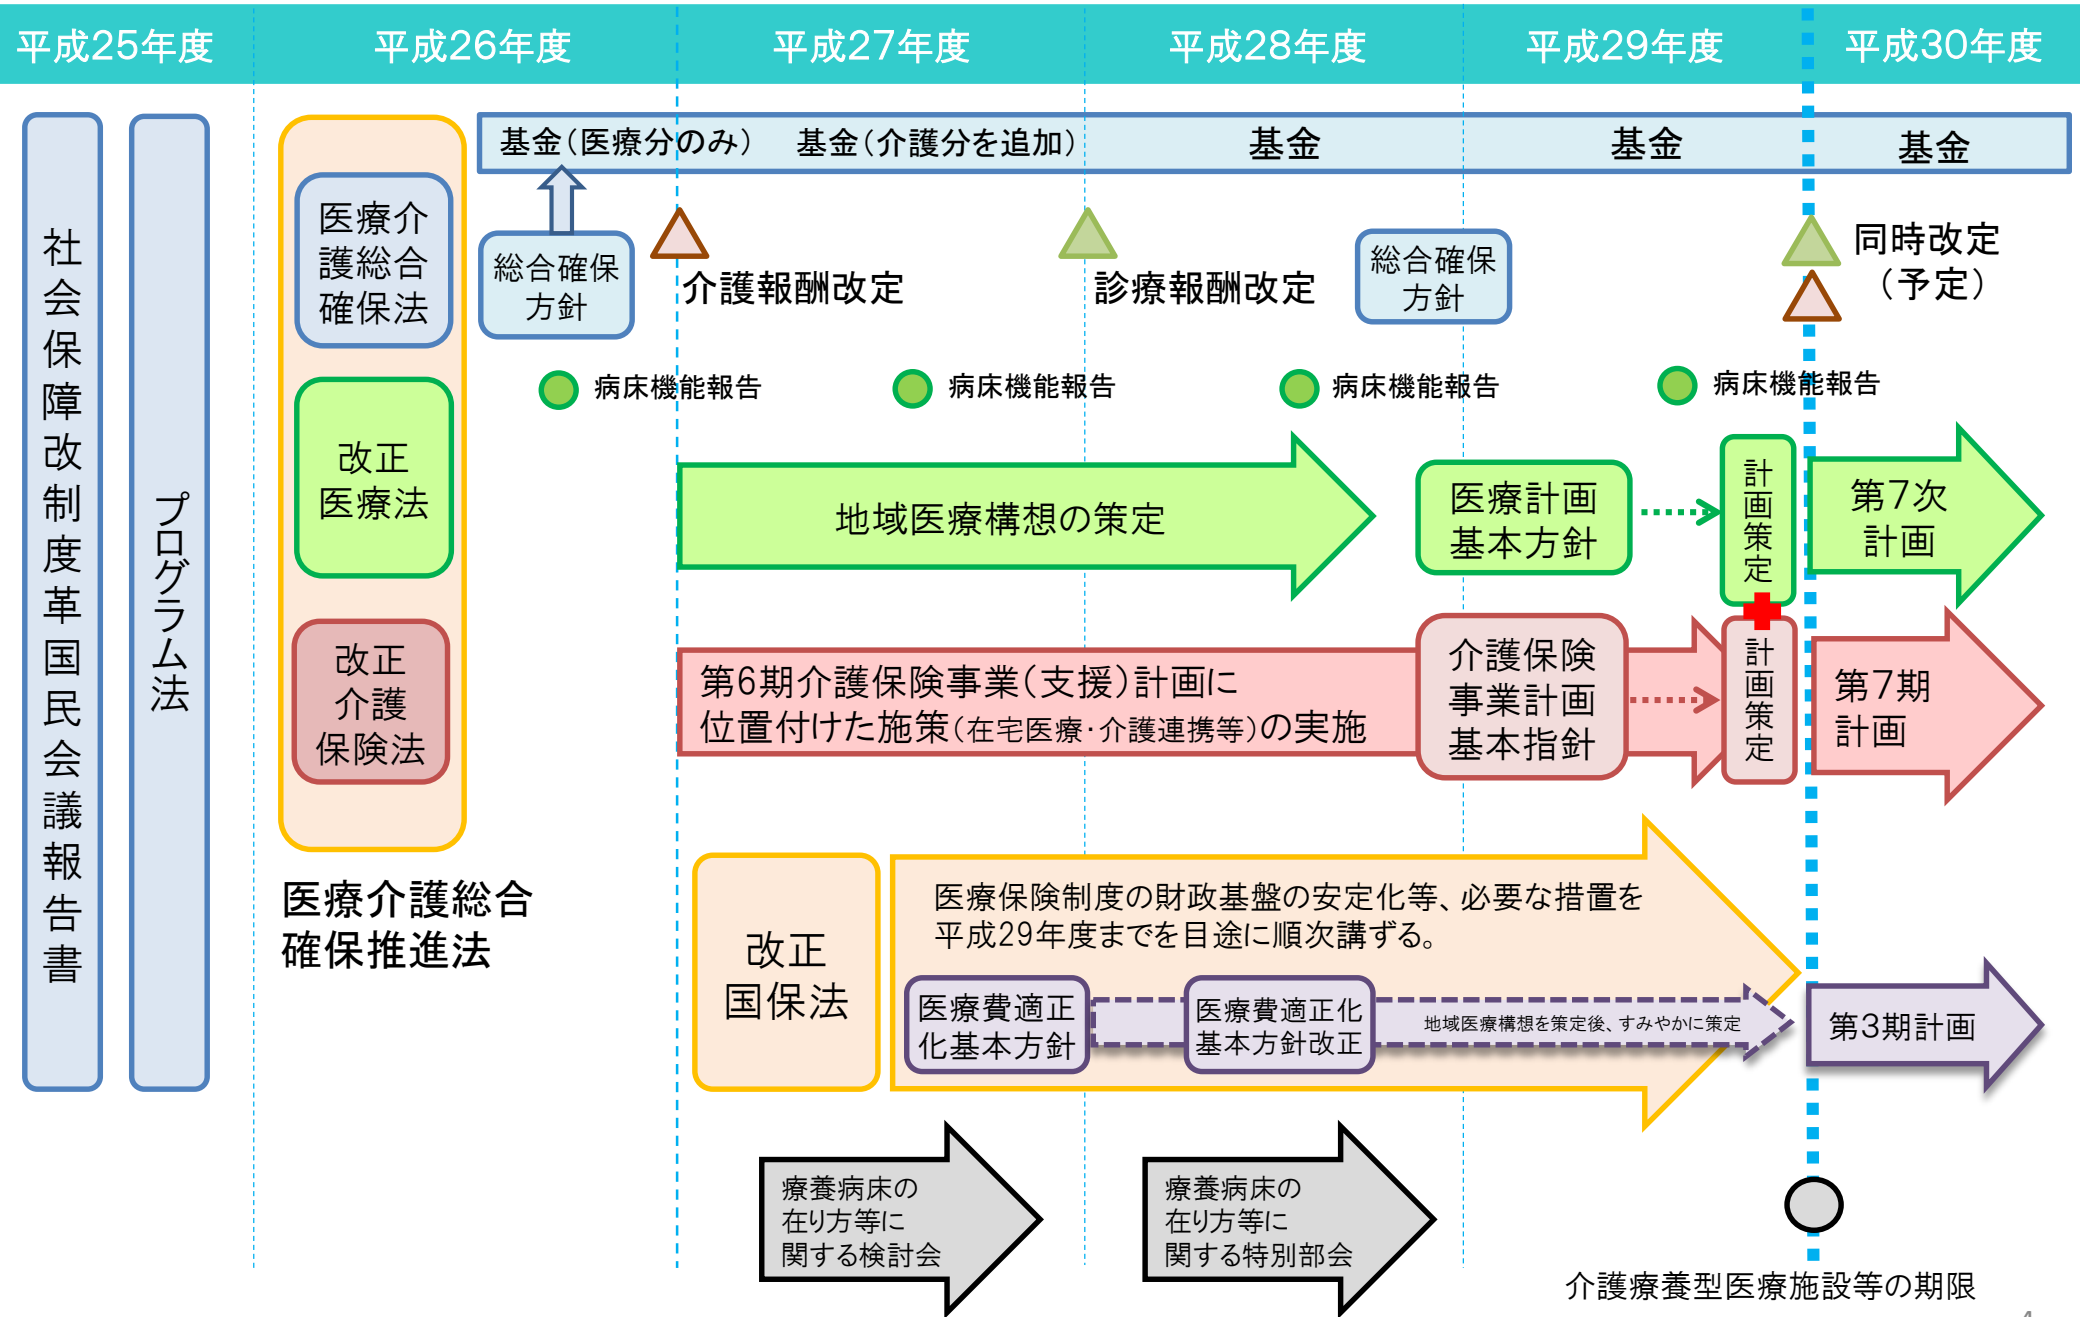 平成25年度
平成26年度
平成27年度
平成28年度
平成29年度
平成30年度
社会保障改制度革国民会議報告書
プログラム法
基金（医療分のみ）
基金（介護分を追加）
基金
基金
基金
医療介
護総合
確保法
総合確保
方針
介護報酬改定
診療報酬改定
総合確保
方針
同時改定
（予定）
病床機能報告
病床機能報告
病床機能報告
病床機能報告
改正
医療法
地域医療構想の策定
医療計画
基本方針
計画策定
第7次
計画
改正
介護
保険法
第6期介護保険事業（支援）計画に
位置付けた施策（在宅医療・介護連携等）の実施
介護保険
事業計画
基本指針
計画策定
第7期
計画
医療介護総合
確保推進法
改正
国保法
医療保険制度の財政基盤の安定化等、必要な措置を
平成29年度までを目途に順次講ずる。
医療費適正
化基本方針
医療費適正化
基本方針改正
地域医療構想を策定後、すみやかに策定
第3期計画
療養病床の
在り方等に
関する検討会
療養病床の
在り方等に
関する特別部会
介護療養型医療施設等の期限